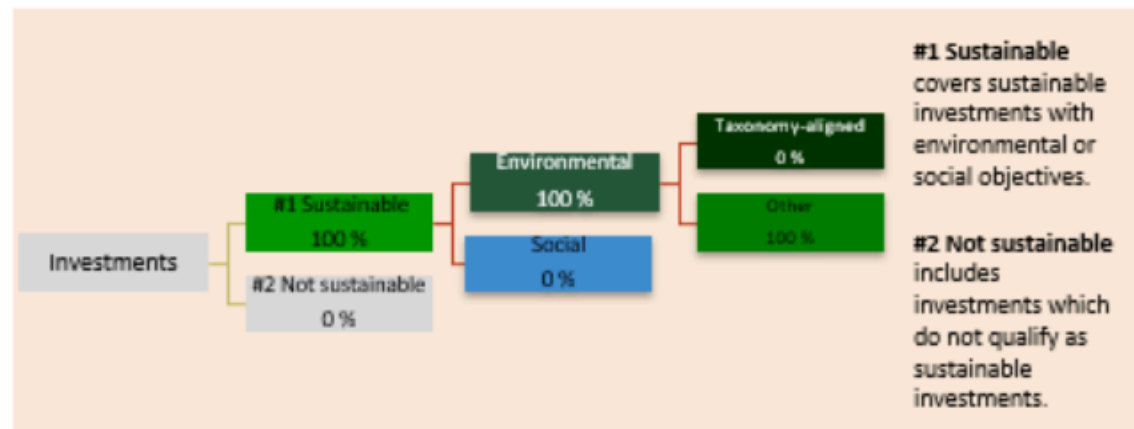 Investments
#1 Sustainable
100 %
#2 Not sustainable
0 %
Environmental
100 %
Social
0 %
Taxonomy-aligned
0 %
Other
100 %
#1 Sustainable
covers sustainable
investments with
environmental or
social objectives.
#2 Not sustainable
includes
investments which
do not qualify as
sustainable
investments.